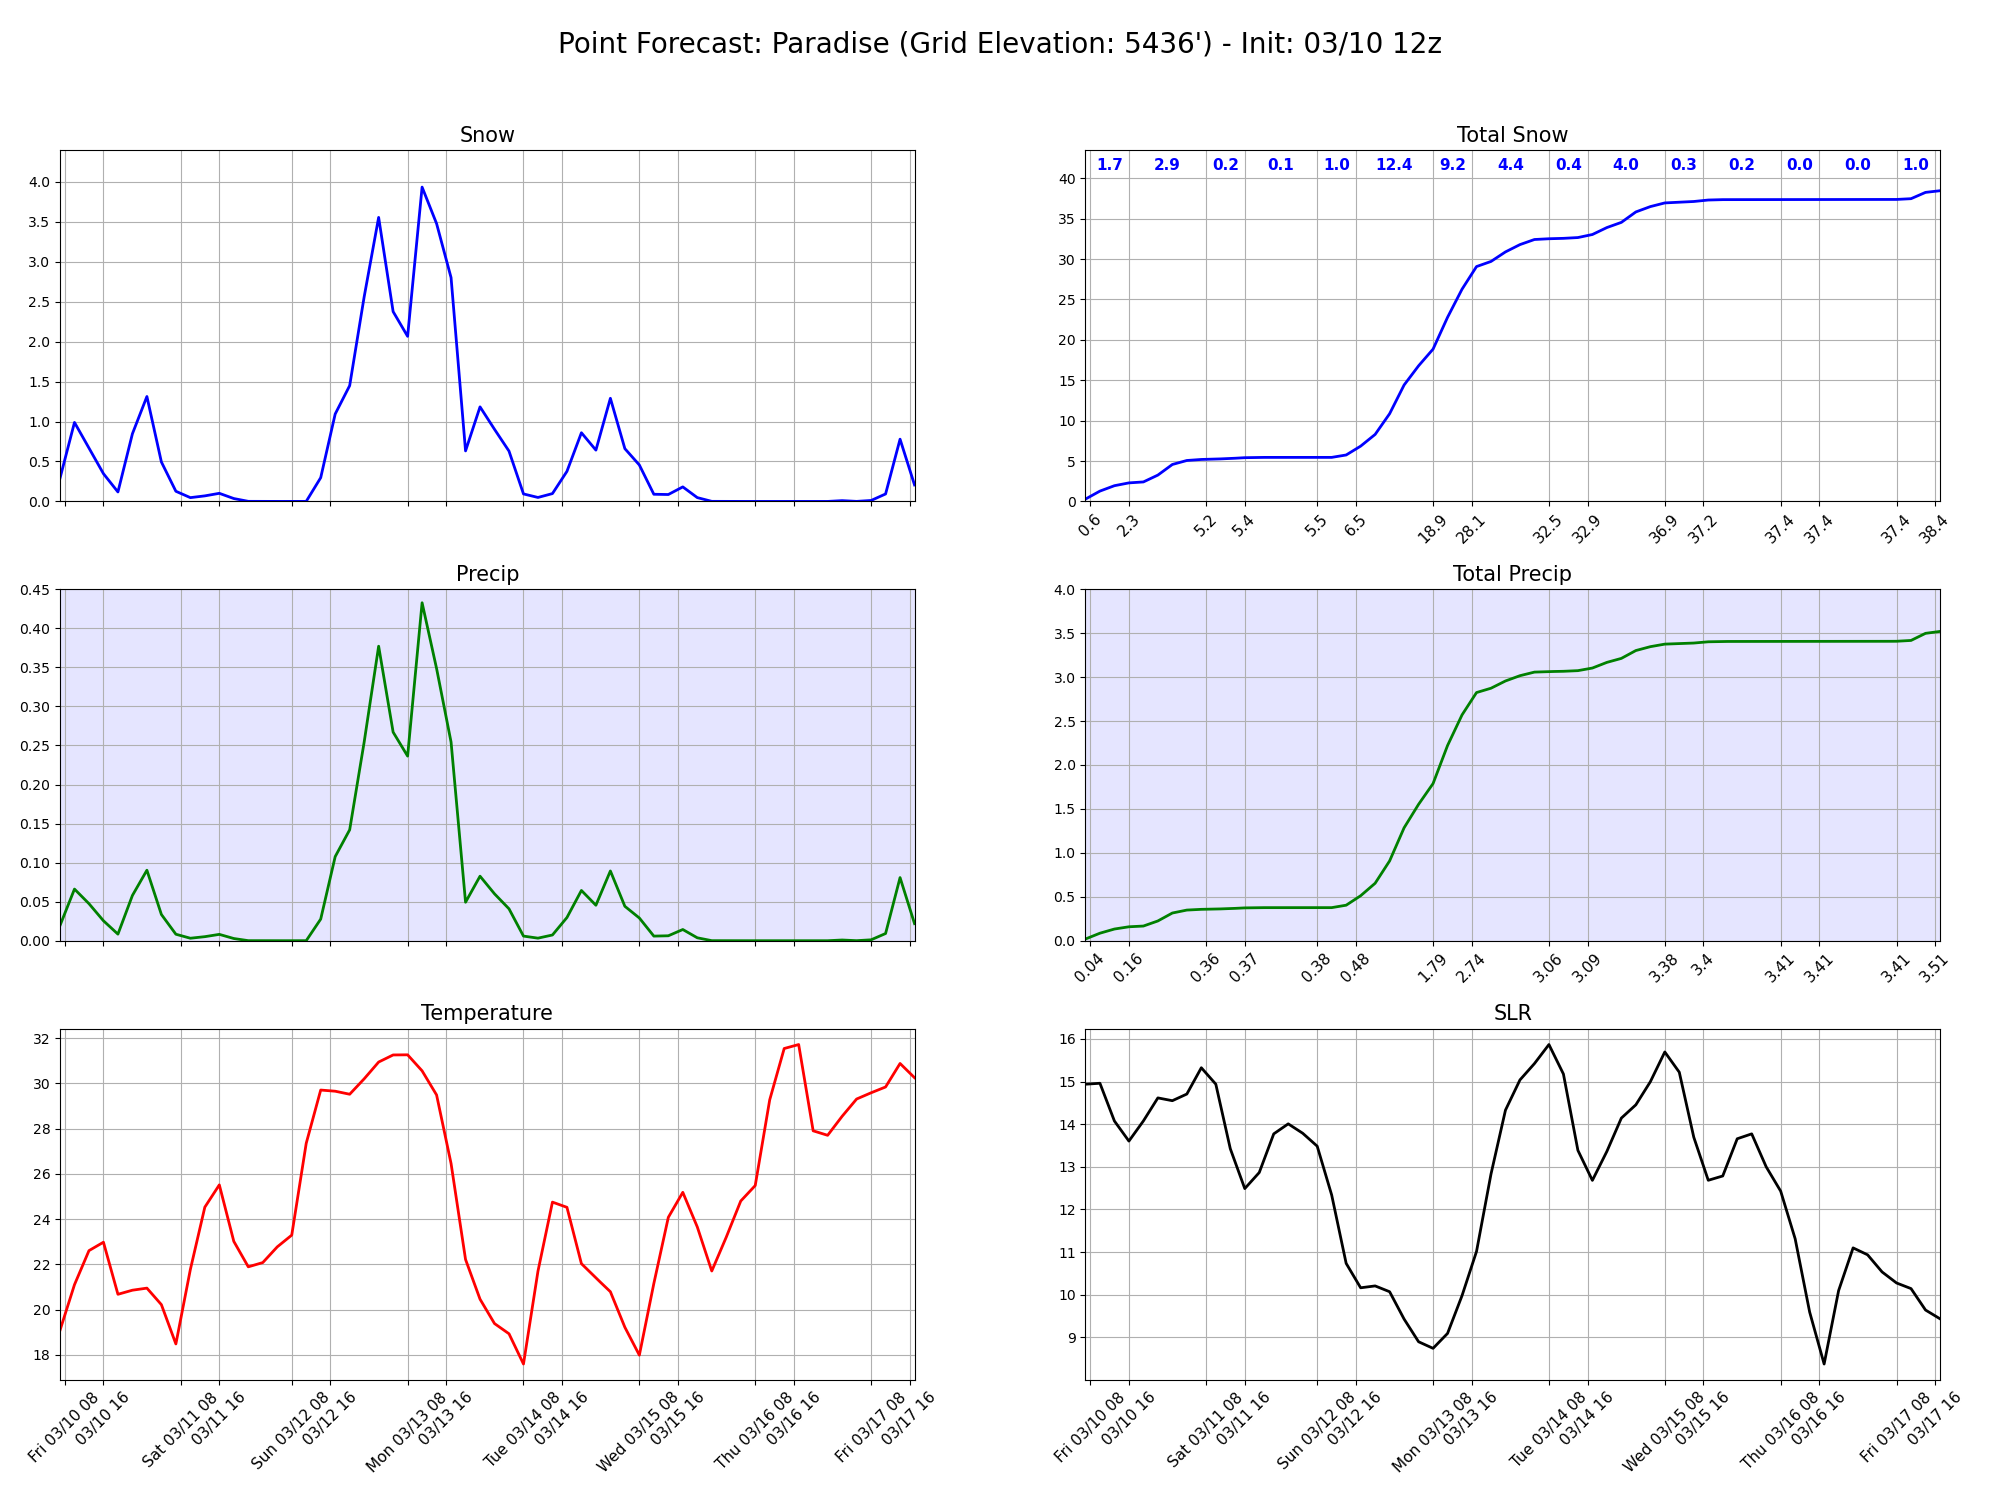 Point Forecast: Paradise (Grid Elevation: 5436') - Init: 03/10 12z
Snow
4.0
3.5
3.0
2.5
2.0
1.5
1.0
0.5
0.0
Total Snow
1.7 2.9 0.2 0.1 1.0 12.4 9.2 4.4 0.4 4.0 0.3 0.2 0.0 0.0 1.0
40
35
30
25
20
15
10
5
0
0.6 2.3 5.2 5.4 5.5 6.5 18.9 28.1 32.5 32.9 36.9 37.2 37.4 37.4 37.4 38.4
Precip
0.45
0.40
0.35
0.30
0.25
0.20
0.15
0.10
0.05
0.00
Total Precip
4.0
3.5
3.0
2.5
2.0
1.5
1.0
0.5
0.0
0.04 0.16 0.36 0.37 0.38 0.48 1.79 2.74 3.06 3.09 3.38 3.4 3.41 3.41 3.41 3.51
Temperature
32
30
28
26
24
22
20
18
Fri 03/10 08
03/10 16
Sat 03/11 08
03/11 16
Sun 03/12 08
03/12 16
Mon 03/13 08
03/13 16
Tue 03/14 08
03/14 16
Wed 03/15 08
03/15 16
Thu 03/16 08
03/16 16
Fri 03/17 08
03/17 16
SLR
16
15
14
13
12
11
10
9
Fri 03/10 08
03/10 16
Sat 03/11 08
03/11 16
Sun 03/12 08
03/12 16
Mon 03/13 08
03/13 16
Tue 03/14 08
03/14 16
Wed 03/15 08
03/15 16
Thu 03/16 08
03/16 16
Fri 03/17 08
03/17 16